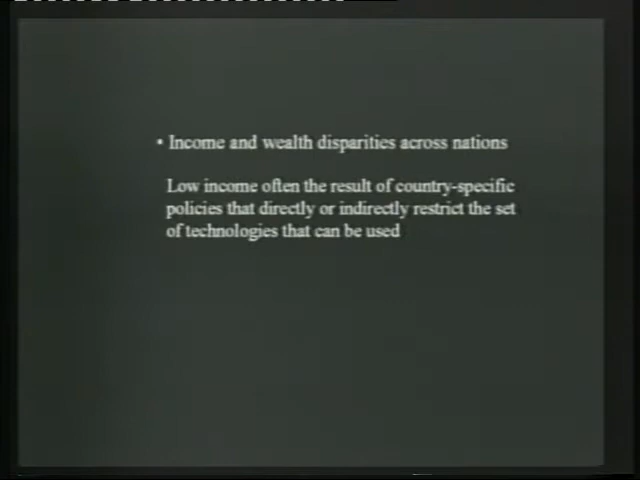 • Income and wealth disparities across nations
Low income often the result of country-specific
policies that directly or indirectly restrict the set
of technologies that can be used